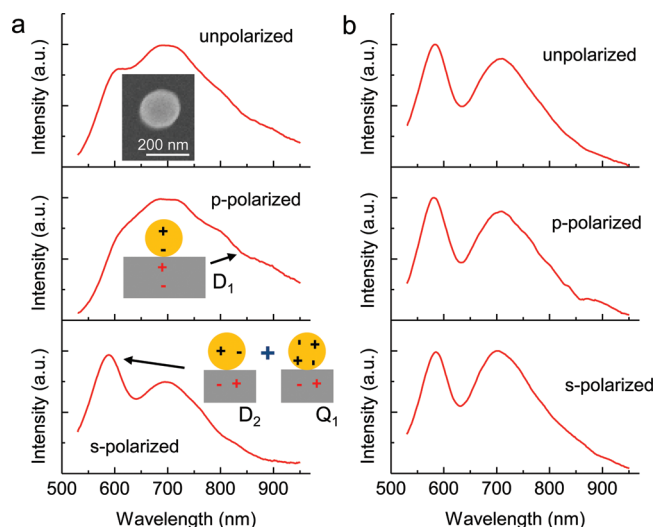 a
unpolarized
Intensity (a.u.)
200 nm
p-polarized
Intensity (a.u.)
+
-
+
-
D₁
s-polarized
Intensity (a.u.)
+ -
- +
D₂
+
- +
+ -
- +
Q₁
500 600 700 800 900
Wavelength (nm)
b
unpolarized
Intensity (a.u.)
p-polarized
Intensity (a.u.)
s-polarized
Intensity (a.u.)
500 600 700 800 900
Wavelength (nm)